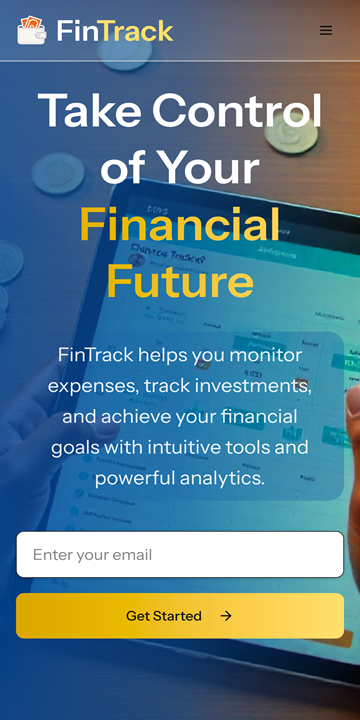 FinTrack
Take Control
of Your
Financial
Future
FinTrack helps you monitor
expenses, track investments,
and achieve your financial
goals with intuitive tools and
powerful analytics.
Enter your email
Get Started